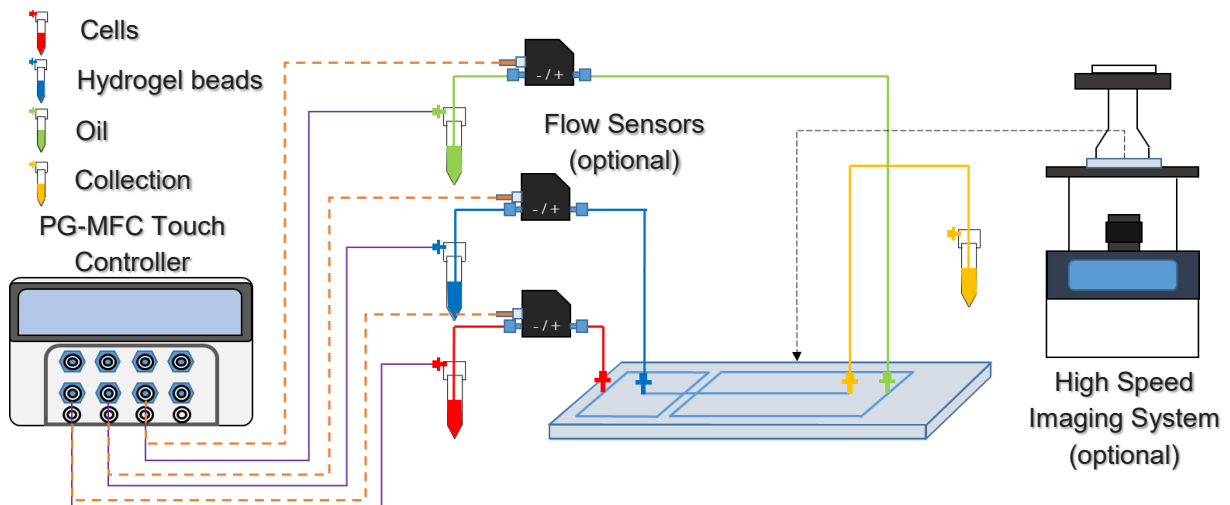 Cells
Hydrogel beads
Oil
Collection
PG-MFC Touch
Controller
- / +
Flow Sensors
(optional)
- / +
- / +
High Speed
Imaging System
(optional)